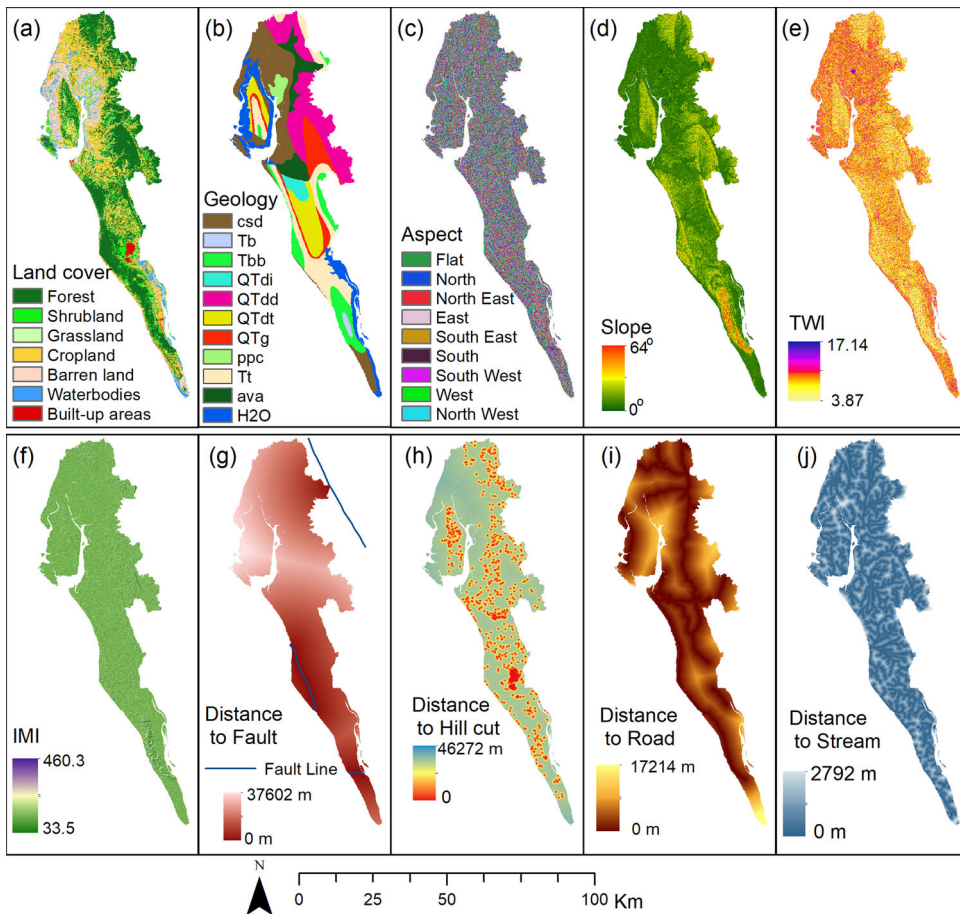 (a)
Land cover
Forest
Shrubland
Grassland
Cropland
Barren land
Waterbodies
Built-up areas
(b)
Geology
csd
Tb
Tbb
QTdi
QTdd
QTdt
QTg
ppc
Tt
ava
H2O
(c)
Aspect
Flat
North
North East
East
South East
South
South West
West
North West
(d)
Slope
64°
0°
(e)
TWI
17.14
3.87
(f)
IMI
460.3
33.5
(g)
Distance
to Fault
Fault Line
37602 m
0 m
(h)
Distance
to Hill cut
46272 m
0
(i)
Distance
to Road
17214 m
0 m
(j)
Distance
to Stream
2792 m
0 m
N
0 25 50 100
Km